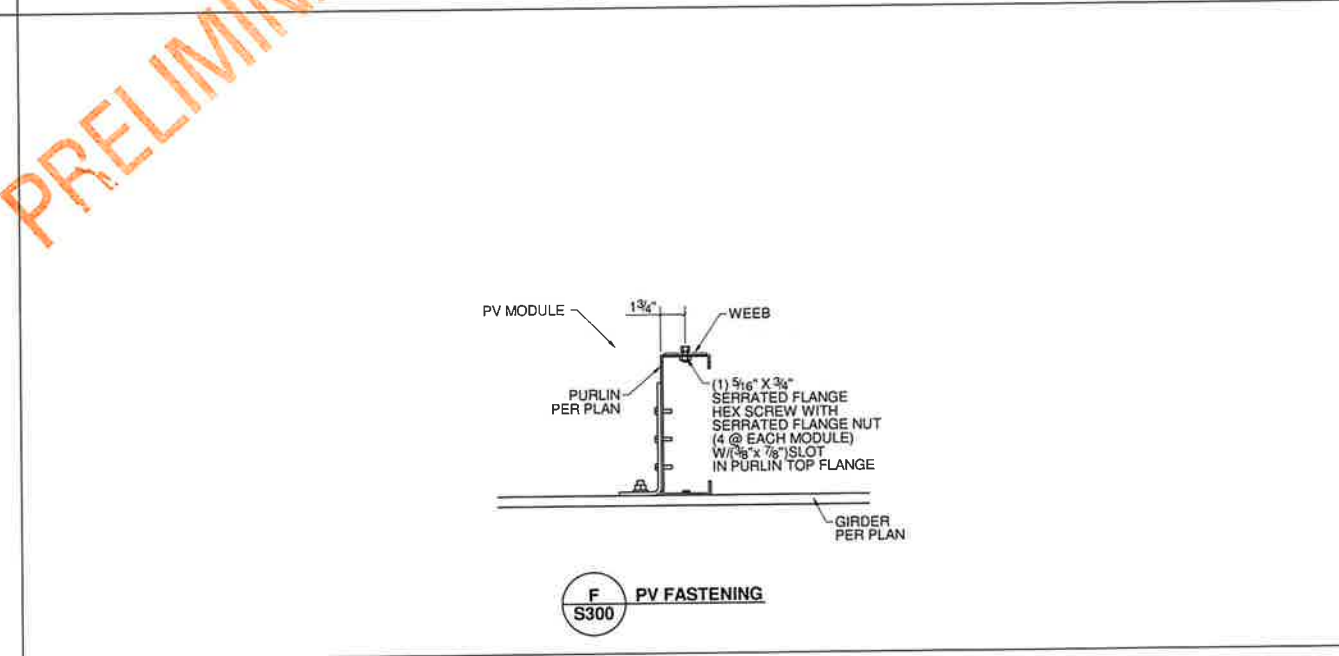 PRELIMIN
PV MODULE
1 3/4"
WEEB
PURLIN
PER PLAN
(1) 5/16" X 3/4"
SERRATED FLANGE
HEX SCREW WITH
SERRATED FLANGE NUT
(4 @ EACH MODULE)
W/(3/8"x 7/8")SLOT
IN PURLIN TOP FLANGE
GIRDER
PER PLAN
F
S300
PV FASTENING